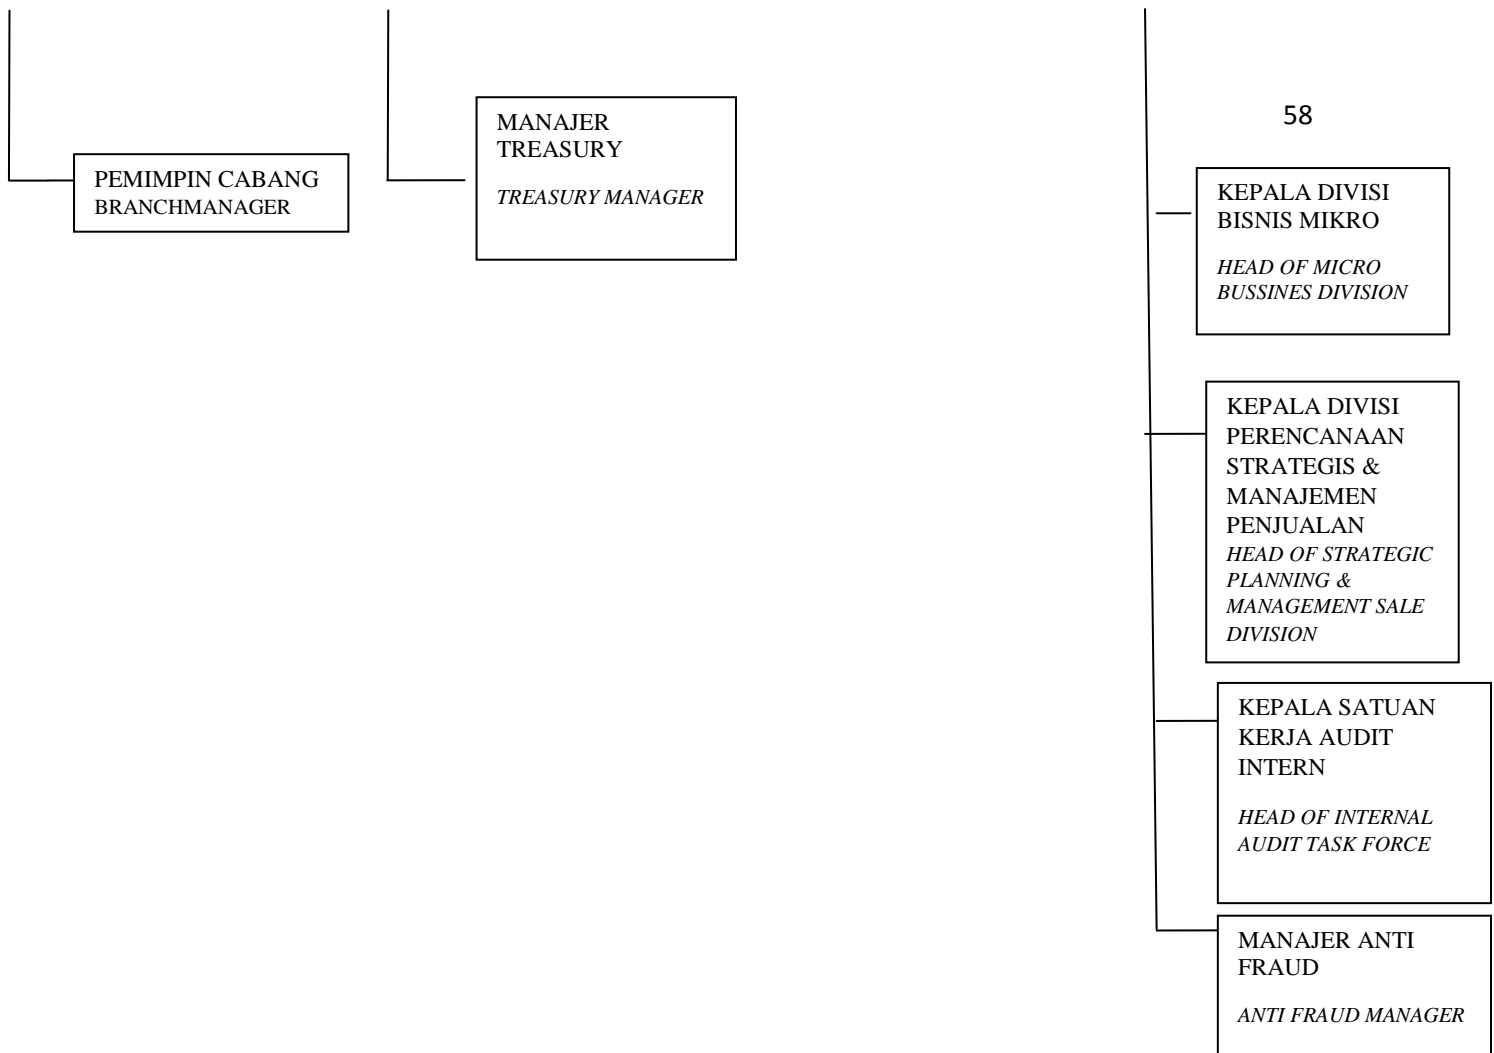 58
PEMIMPIN CABANG
BRANCHMANAGER
MANAJER
TREASURY
TREASURY MANAGER
KEPALA DIVISI
BISNIS MIKRO
HEAD OF MICRO
BUSSINES DIVISION
KEPALA DIVISI
PERENCANAAN
STRATEGIS &
MANAJEMEN
PENJUALAN
HEAD OF STRATEGIC
PLANNING &
MANAGEMENT SALE
DIVISION
KEPALA SATUAN
KERJA AUDIT
INTERN
HEAD OF INTERNAL
AUDIT TASK FORCE
MANAJER ANTI
FRAUD
ANTI FRAUD MANAGER